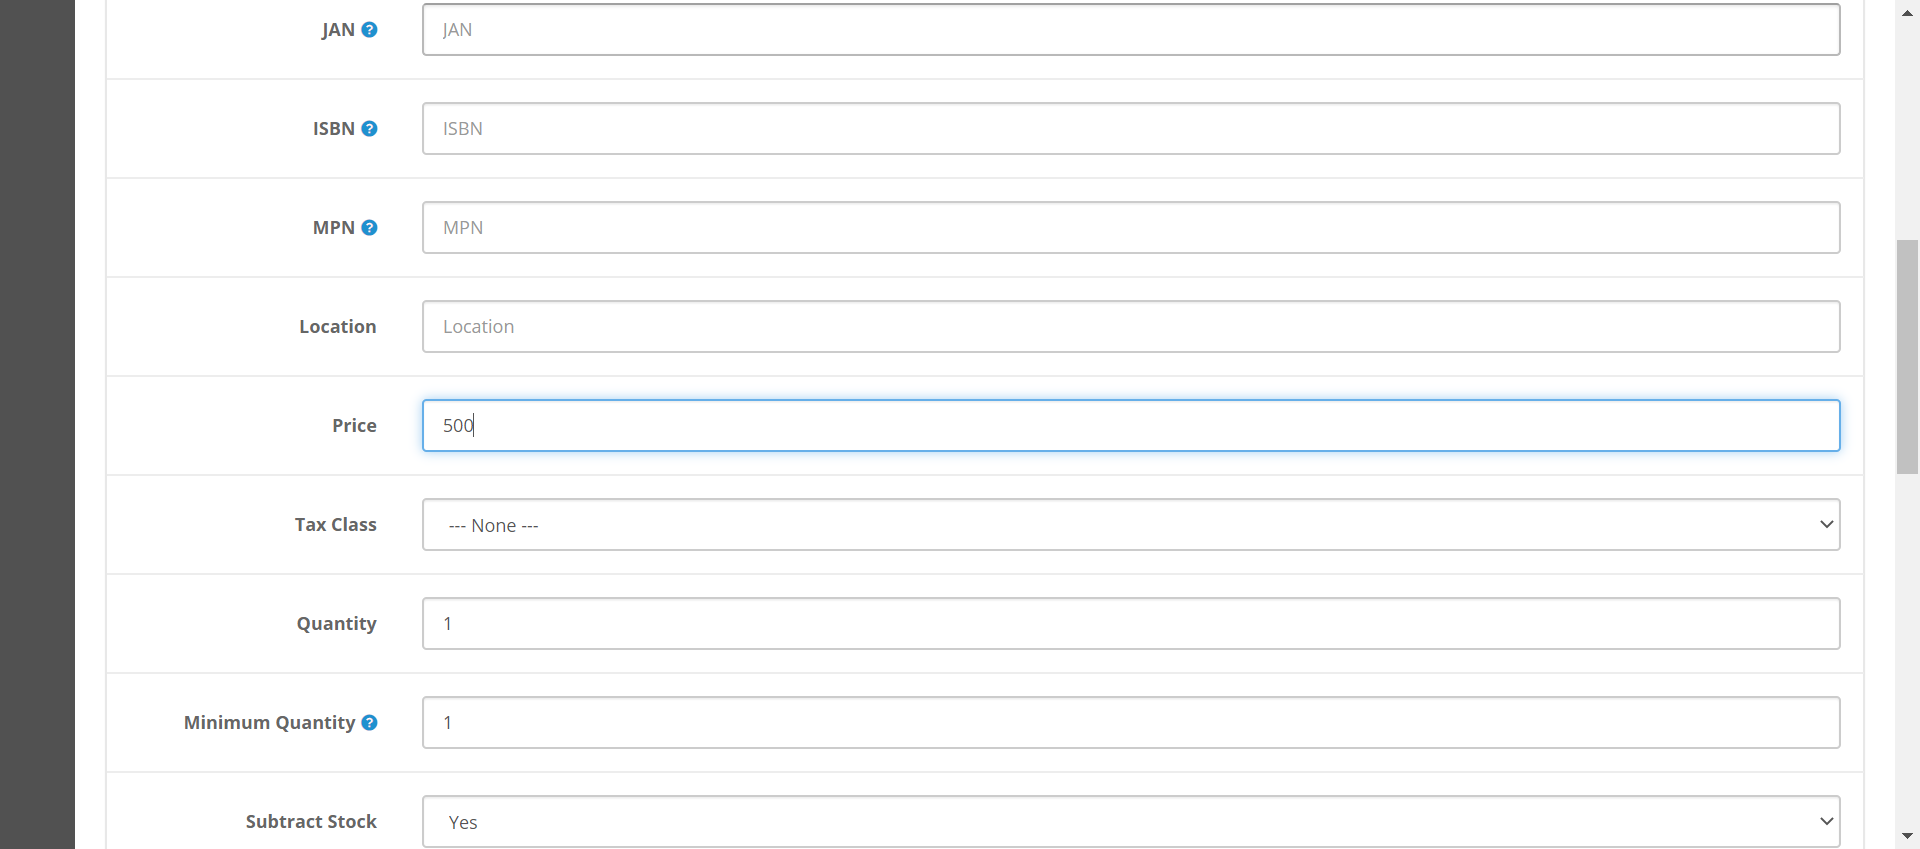 JAN ? JAN
ISBN ? ISBN
MPN ? MPN
Location Location
Price 500
Tax Class --- None ---
Quantity 1
Minimum Quantity ? 1
Subtract Stock Yes